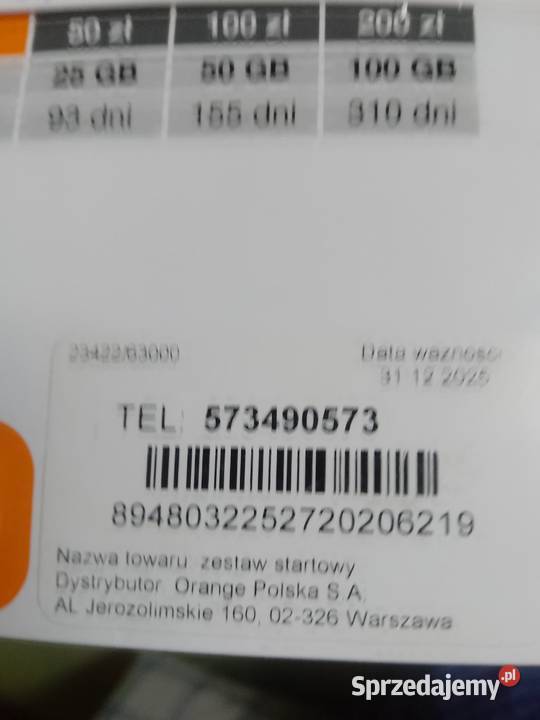 50 zł 100 zł 200 zł
25 GB 50 GB 100 GB
93 dni 155 dni 310 dni
23422/63000 Data ważności
31 12 2025
TEL: 573490573
8948032252720206219
Nazwa towaru: zestaw startowy
Dystrybutor Orange Polska S.A.
AL Jerozolimskie 160, 02-326 Warszawa
Sprzedajemy.pl